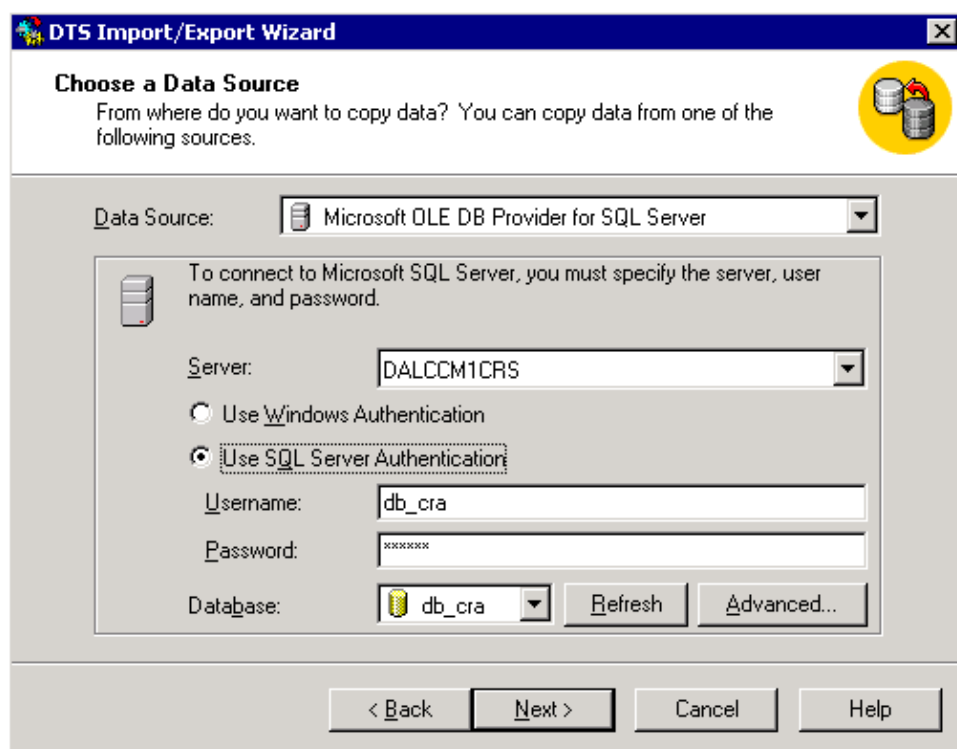 DTS Import/Export Wizard
Choose a Data Source
From where do you want to copy data? You can copy data from one of the
following sources.
Data Source: Microsoft OLE DB Provider for SQL Server
To connect to Microsoft SQL Server, you must specify the server, user
name, and password.
Server: DALCCM1CRS
Use Windows Authentication
Use SQL Server Authentication
Username: db_cra
Password: ******
Database: db_cra Refresh Advanced...
< Back Next > Cancel Help